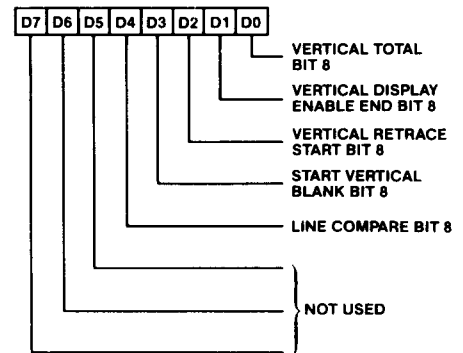 D7 D6 D5 D4 D3 D2 D1 D0
VERTICAL TOTAL
BIT 8
VERTICAL DISPLAY
ENABLE END BIT 8
VERTICAL RETRACE
START BIT 8
START VERTICAL
BLANK BIT 8
LINE COMPARE BIT 8
NOT USED